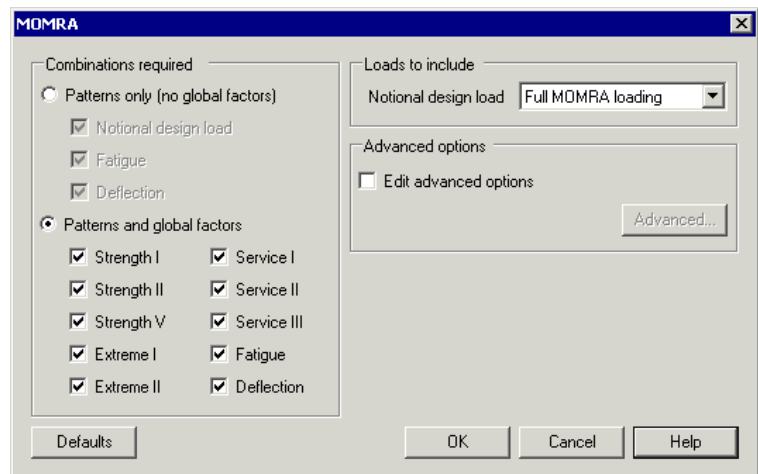 MOMRA
Combinations required
Patterns only (no global factors)
Notional design load
Fatigue
Deflection
Patterns and global factors
Strength I
Service I
Strength II
Service II
Strength V
Service III
Extreme I
Fatigue
Extreme II
Deflection
Loads to include
Notional design load
Full MOMRA loading
Advanced options
Edit advanced options
Advanced...
Defaults
OK
Cancel
Help